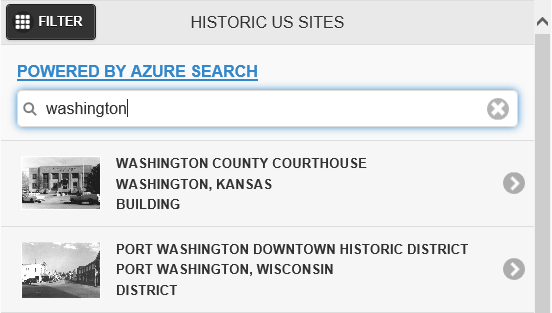 FILTER
HISTORIC US SITES
POWERED BY AZURE SEARCH
washington
WASHINGTON COUNTY COURTHOUSE
WASHINGTON, KANSAS
BUILDING
PORT WASHINGTON DOWNTOWN HISTORIC DISTRICT
PORT WASHINGTON, WISCONSIN
DISTRICT